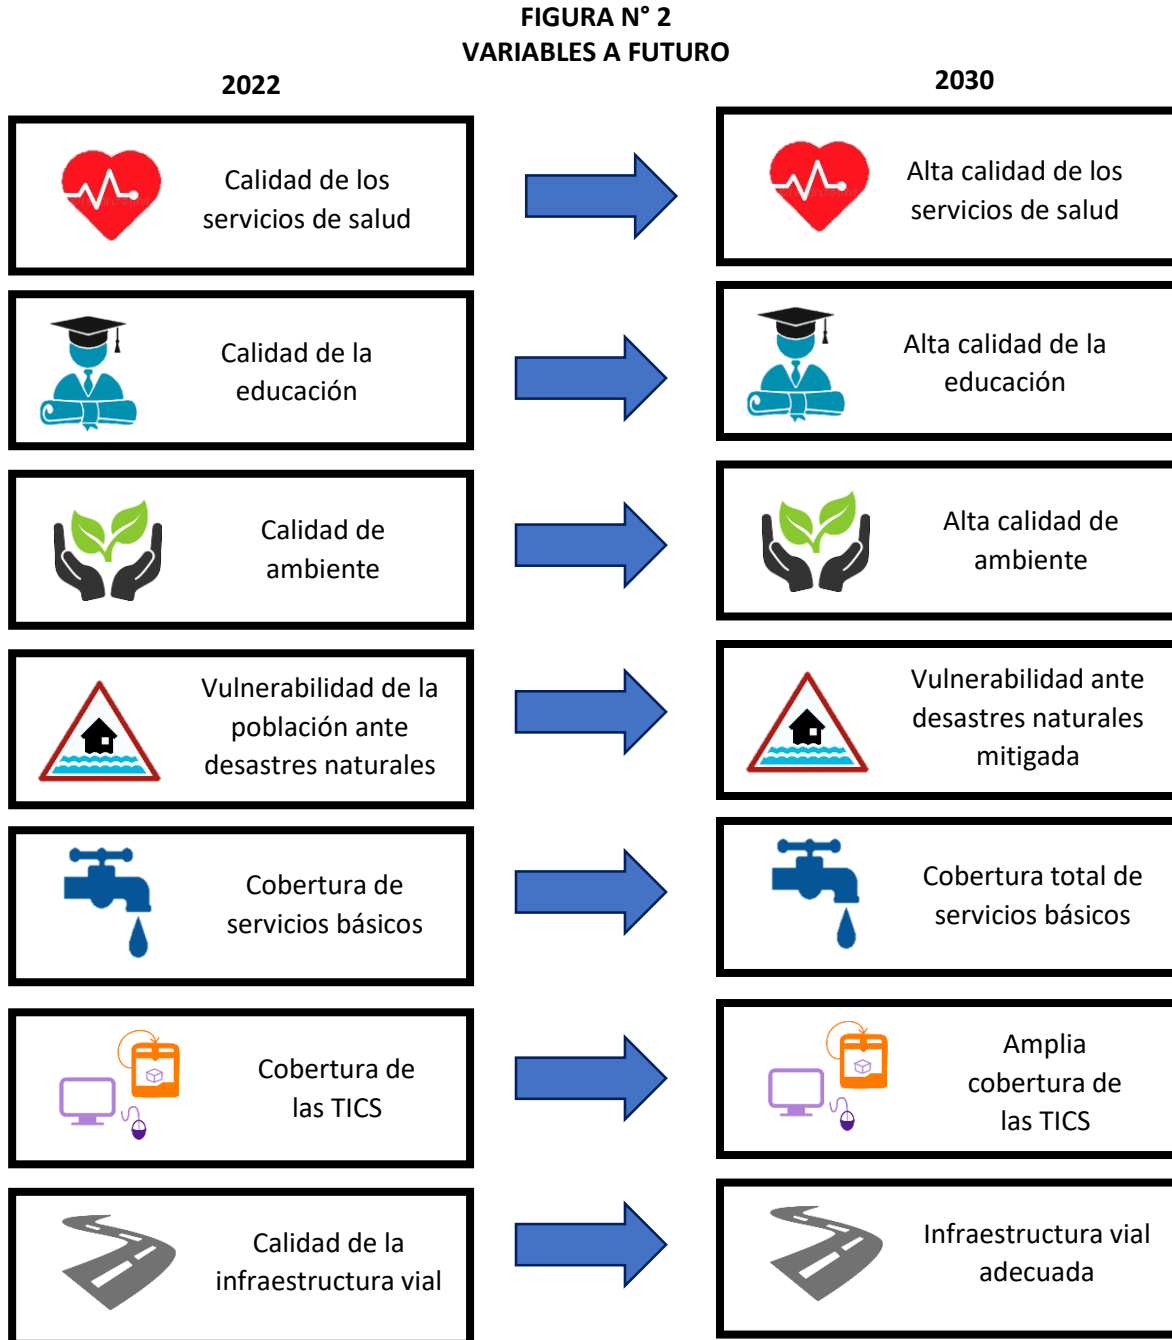 FIGURA N° 2
VARIABLES A FUTURO
2022
2030
Calidad de los
servicios de salud
Alta calidad de los
servicios de salud
Calidad de la
educación
Alta calidad de la
educación
Calidad de
ambiente
Alta calidad de
ambiente
Vulnerabilidad de la
población ante
desastres naturales
Vulnerabilidad ante
desastres naturales
mitigada
Cobertura de
servicios básicos
Cobertura total de
servicios básicos
Cobertura de
las TICS
Amplia
cobertura de
las TICS
Calidad de la
infraestructura vial
Infraestructura vial
adecuada